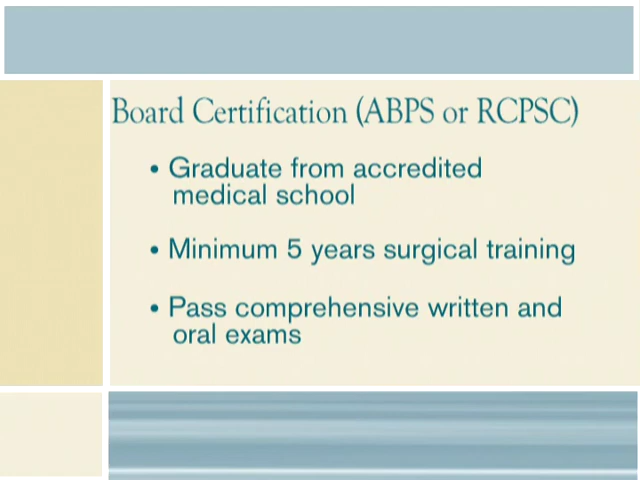 Board Certification (ABPS or RCPSC)
• Graduate from accredited
medical school
• Minimum 5 years surgical training
• Pass comprehensive written and
oral exams